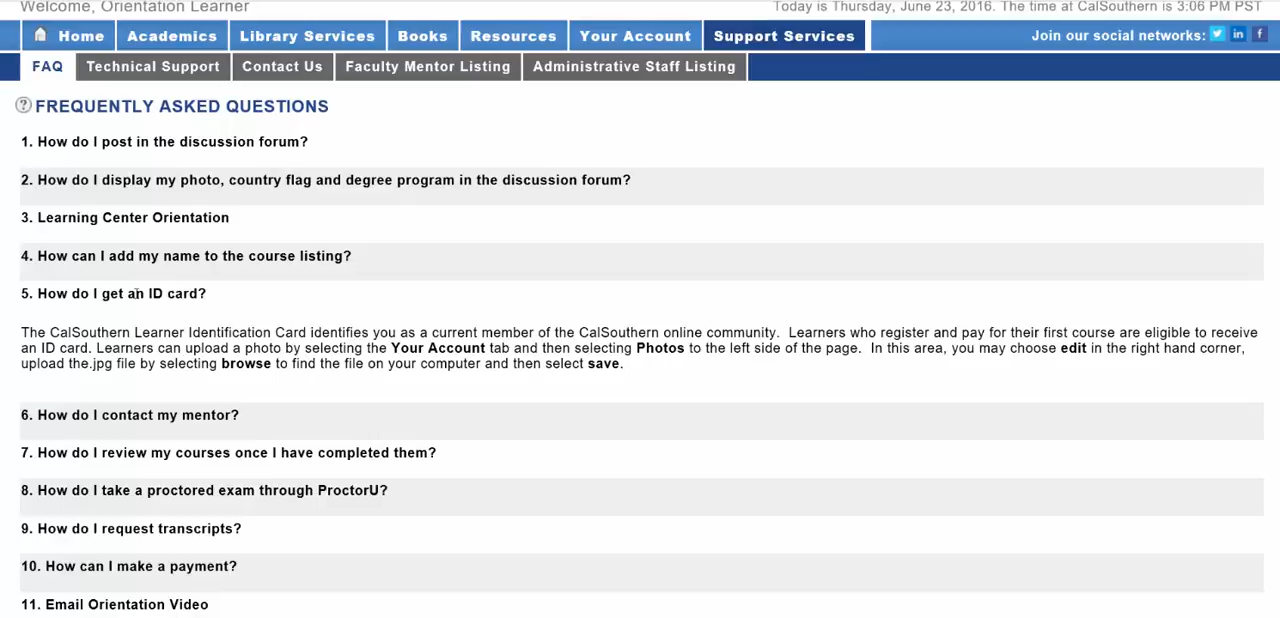 Welcome, Orientation Learner
Today is Thursday, June 23, 2016. The time at CalSouthern is 3:06 PM PST
Home Academics Library Services Books Resources Your Account Support Services Join our social networks:
FAQ Technical Support Contact Us Faculty Mentor Listing Administrative Staff Listing
FREQUENTLY ASKED QUESTIONS
1. How do I post in the discussion forum?
2. How do I display my photo, country flag and degree program in the discussion forum?
3. Learning Center Orientation
4. How can I add my name to the course listing?
5. How do I get an ID card?
The CalSouthern Learner Identification Card identifies you as a current member of the CalSouthern online community. Learners who register and pay for their first course are eligible to receive
an ID card. Learners can upload a photo by selecting the Your Account tab and then selecting Photos to the left side of the page. In this area, you may choose edit in the right hand corner,
upload the.jpg file by selecting browse to find the file on your computer and then select save.
6. How do I contact my mentor?
7. How do I review my courses once I have completed them?
8. How do I take a proctored exam through ProctorU?
9. How do I request transcripts?
10. How can I make a payment?
11. Email Orientation Video